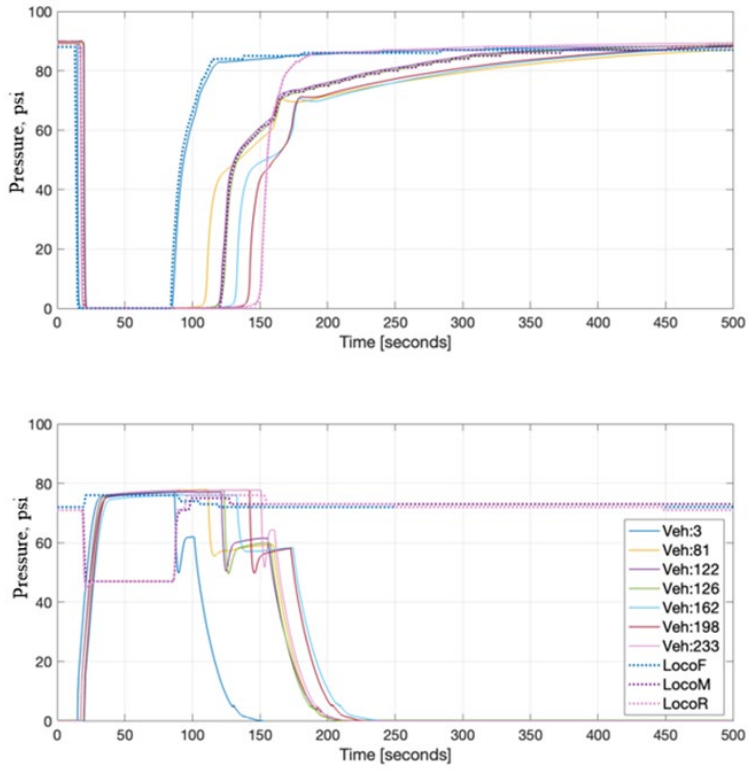 100
80
60
40
20
0
Pressure, psi
0 50 100 150 200 250 300 350 400 450 500
Time [seconds]
100
80
60
40
20
0
Pressure, psi
Veh:3
Veh:81
Veh:122
Veh:126
Veh:162
Veh:198
Veh:233
LocoF
LocoM
LocoR
0 50 100 150 200 250 300 350 400 450 500
Time [seconds]